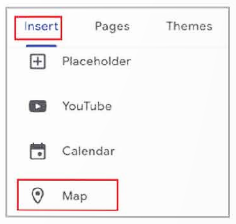 Insert Pages Themes
Placeholder
YouTube
Calendar
Map